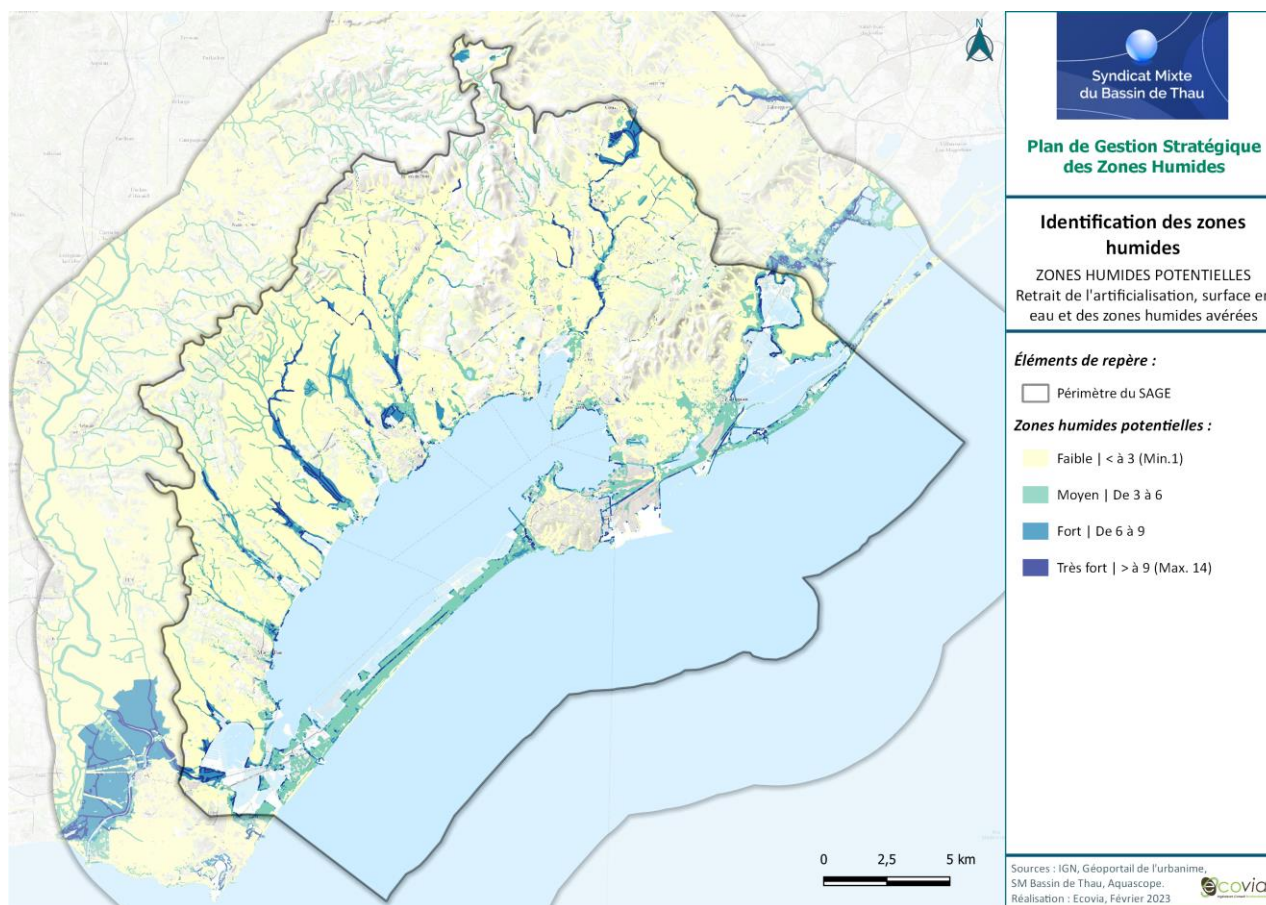 N
Syndicat Mixte
du Bassin de Thau
Plan de Gestion Stratégique
des Zones Humides
Identification des zones
humides
ZONES HUMIDES POTENTIELLES
Retrait de l'artificialisation, surface en
eau et des zones humides avérées
Éléments de repère :
Périmètre du SAGE
Zones humides potentielles :
Faible | < à 3 (Min.1)
Moyen | De 3 à 6
Fort | De 6 à 9
Très fort | > à 9 (Max. 14)
0 2,5 5 km
Sources : IGN, Géoportail de l'urbanime,
SM Bassin de Thau, Aquascope.
Réalisation : Ecovia, Février 2023
ecovia